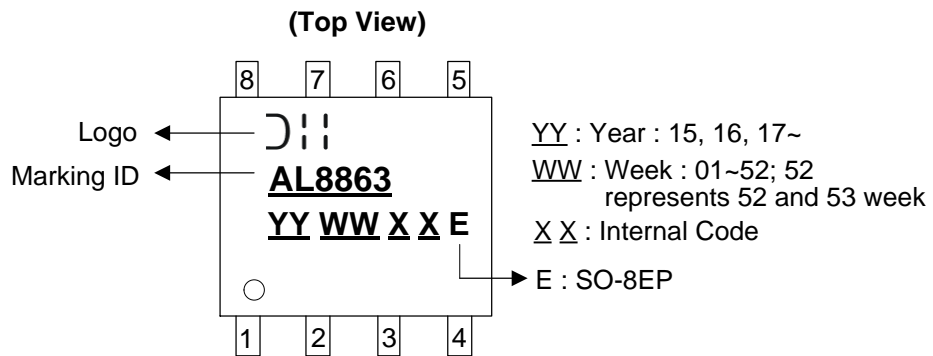 (Top View)
8 7 6 5
Logo
Marking ID
AL8863
YY WW X X E
YY : Year : 15, 16, 17~
WW : Week : 01~52; 52
represents 52 and 53 week
X X : Internal Code
E : SO-8EP
1 2 3 4